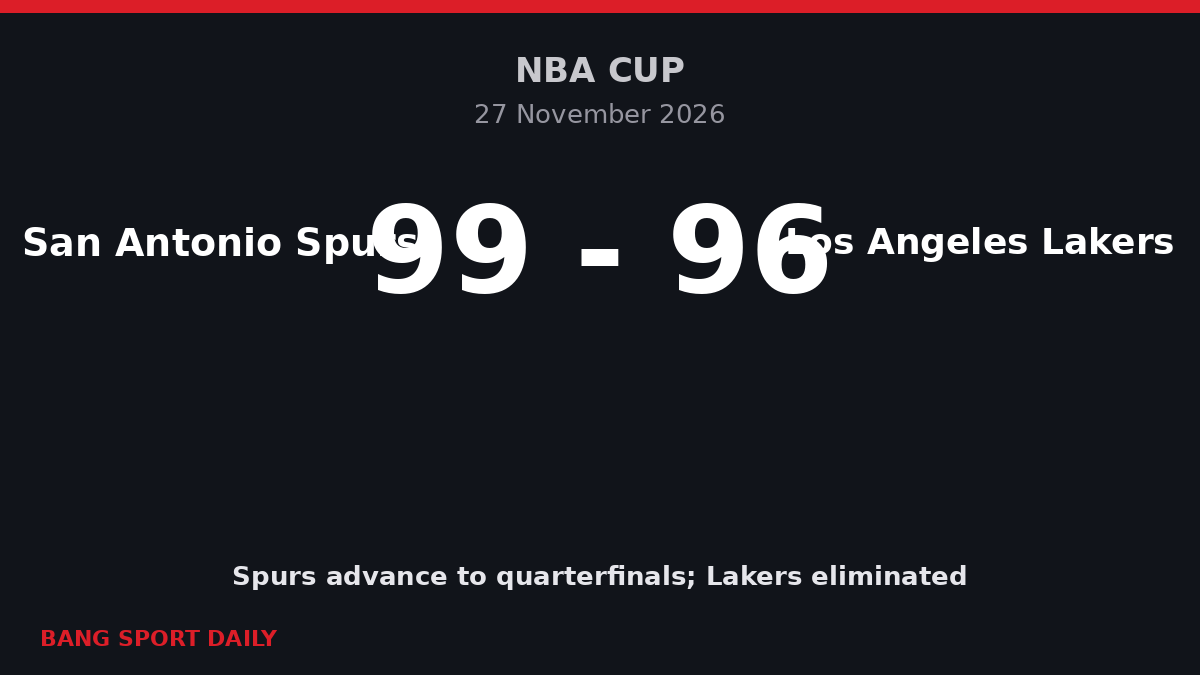 NBA CUP
27 November 2026
San Antonio Spurs 99 - 96 Los Angeles Lakers
Spurs advance to quarterfinals; Lakers eliminated
BANG SPORT DAILY